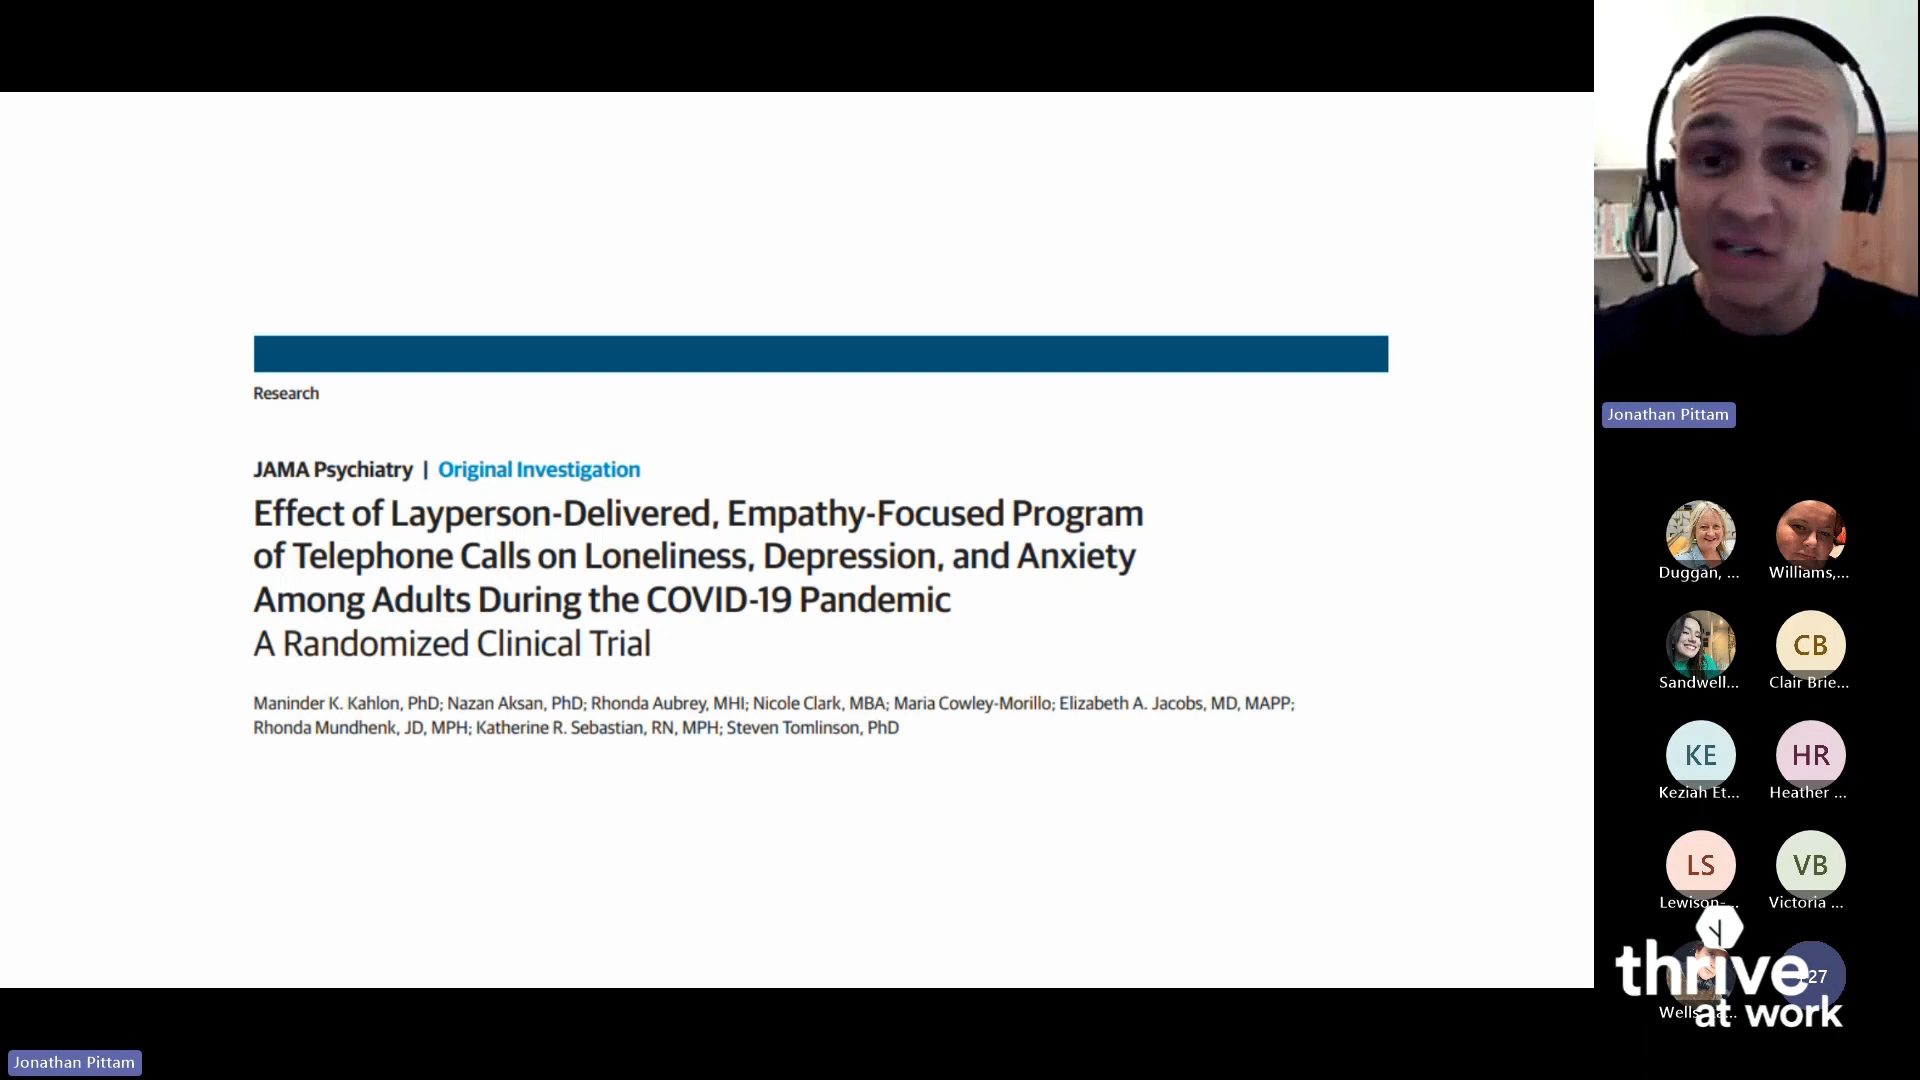 Research
JAMA Psychiatry | Original Investigation
Effect of Layperson-Delivered, Empathy-Focused Program
of Telephone Calls on Loneliness, Depression, and Anxiety
Among Adults During the COVID-19 Pandemic
A Randomized Clinical Trial
Maninder K. Kahlon, PhD; Nazan Aksan, PhD; Rhonda Aubrey, MHI; Nicole Clark, MBA; Maria Cowley-Morillo; Elizabeth A. Jacobs, MD, MAPP;
Rhonda Mundhenk, JD, MPH; Katherine R. Sebastian, RN, MPH; Steven Tomlinson, PhD
Jonathan Pittam
Duggan, ... Williams,...
CB
Sandwell... Clair Brie...
KE HR
Keziah Et... Heather ...
LS VB
Lewison-... Victoria ...
thrive
27
at work
Wells
Jonathan Pittam